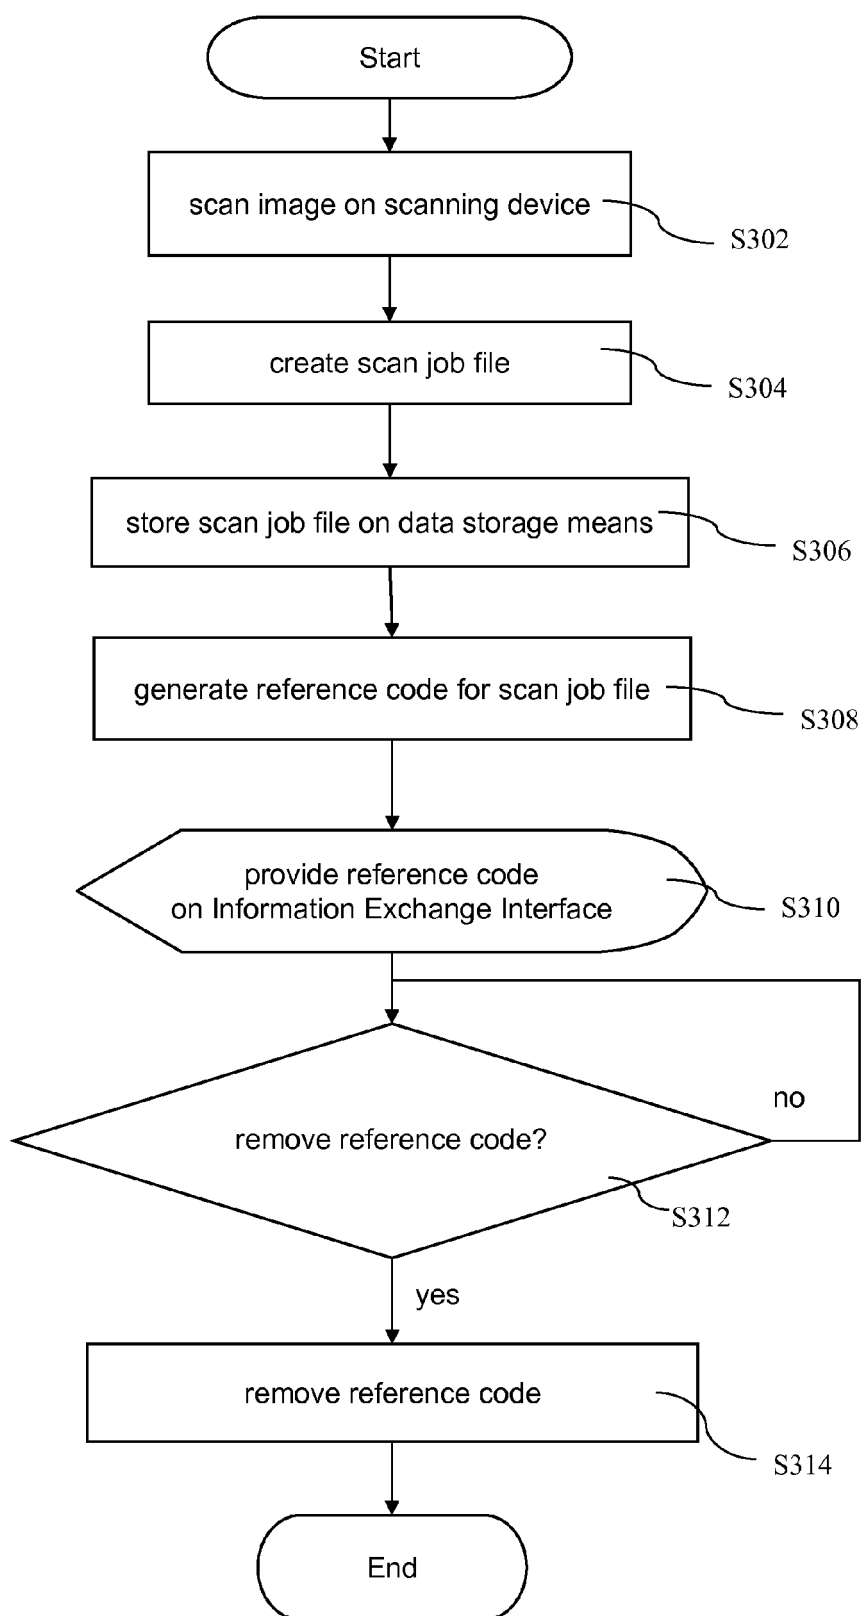 Start
scan image on scanning device
S302
create scan job file
S304
store scan job file on data storage means
S306
generate reference code for scan job file
S308
provide reference code
on Information Exchange Interface
S310
no
remove reference code?
S312
yes
remove reference code
S314
End